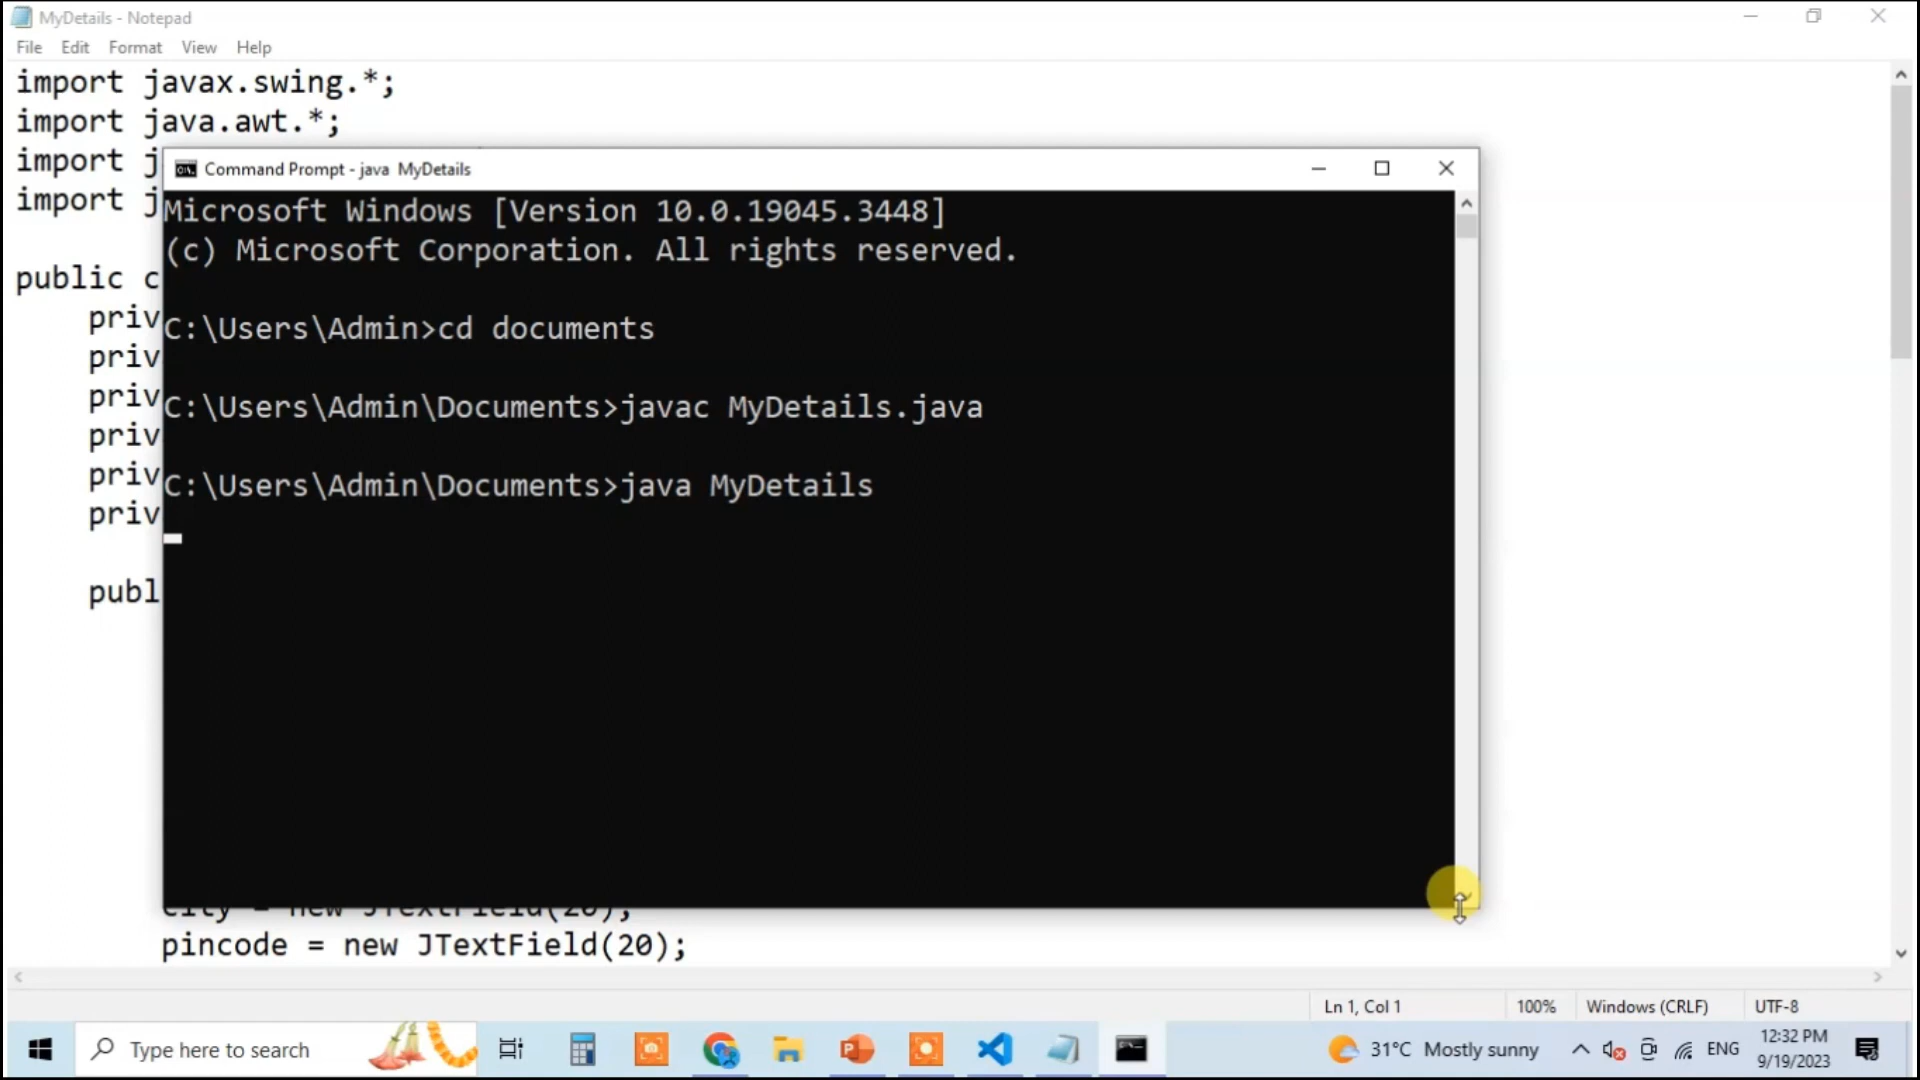 MyDetails - Notepad
File Edit Format View Help
import javax.swing.*;
import java.awt.*;
import j
import j
public c
priv
priv
priv
priv
priv
priv
publ
Command Prompt - java  MyDetails
Microsoft Windows [Version 10.0.19045.3448]
(c) Microsoft Corporation. All rights reserved.
C:\Users\Admin>cd documents
C:\Users\Admin\Documents>javac MyDetails.java
C:\Users\Admin\Documents>java MyDetails
city = new JTextField(20);
pincode = new JTextField(20);
Ln 1, Col 1 100% Windows (CRLF) UTF-8
Type here to search
31°C Mostly sunny
ENG
12:32 PM
9/19/2023